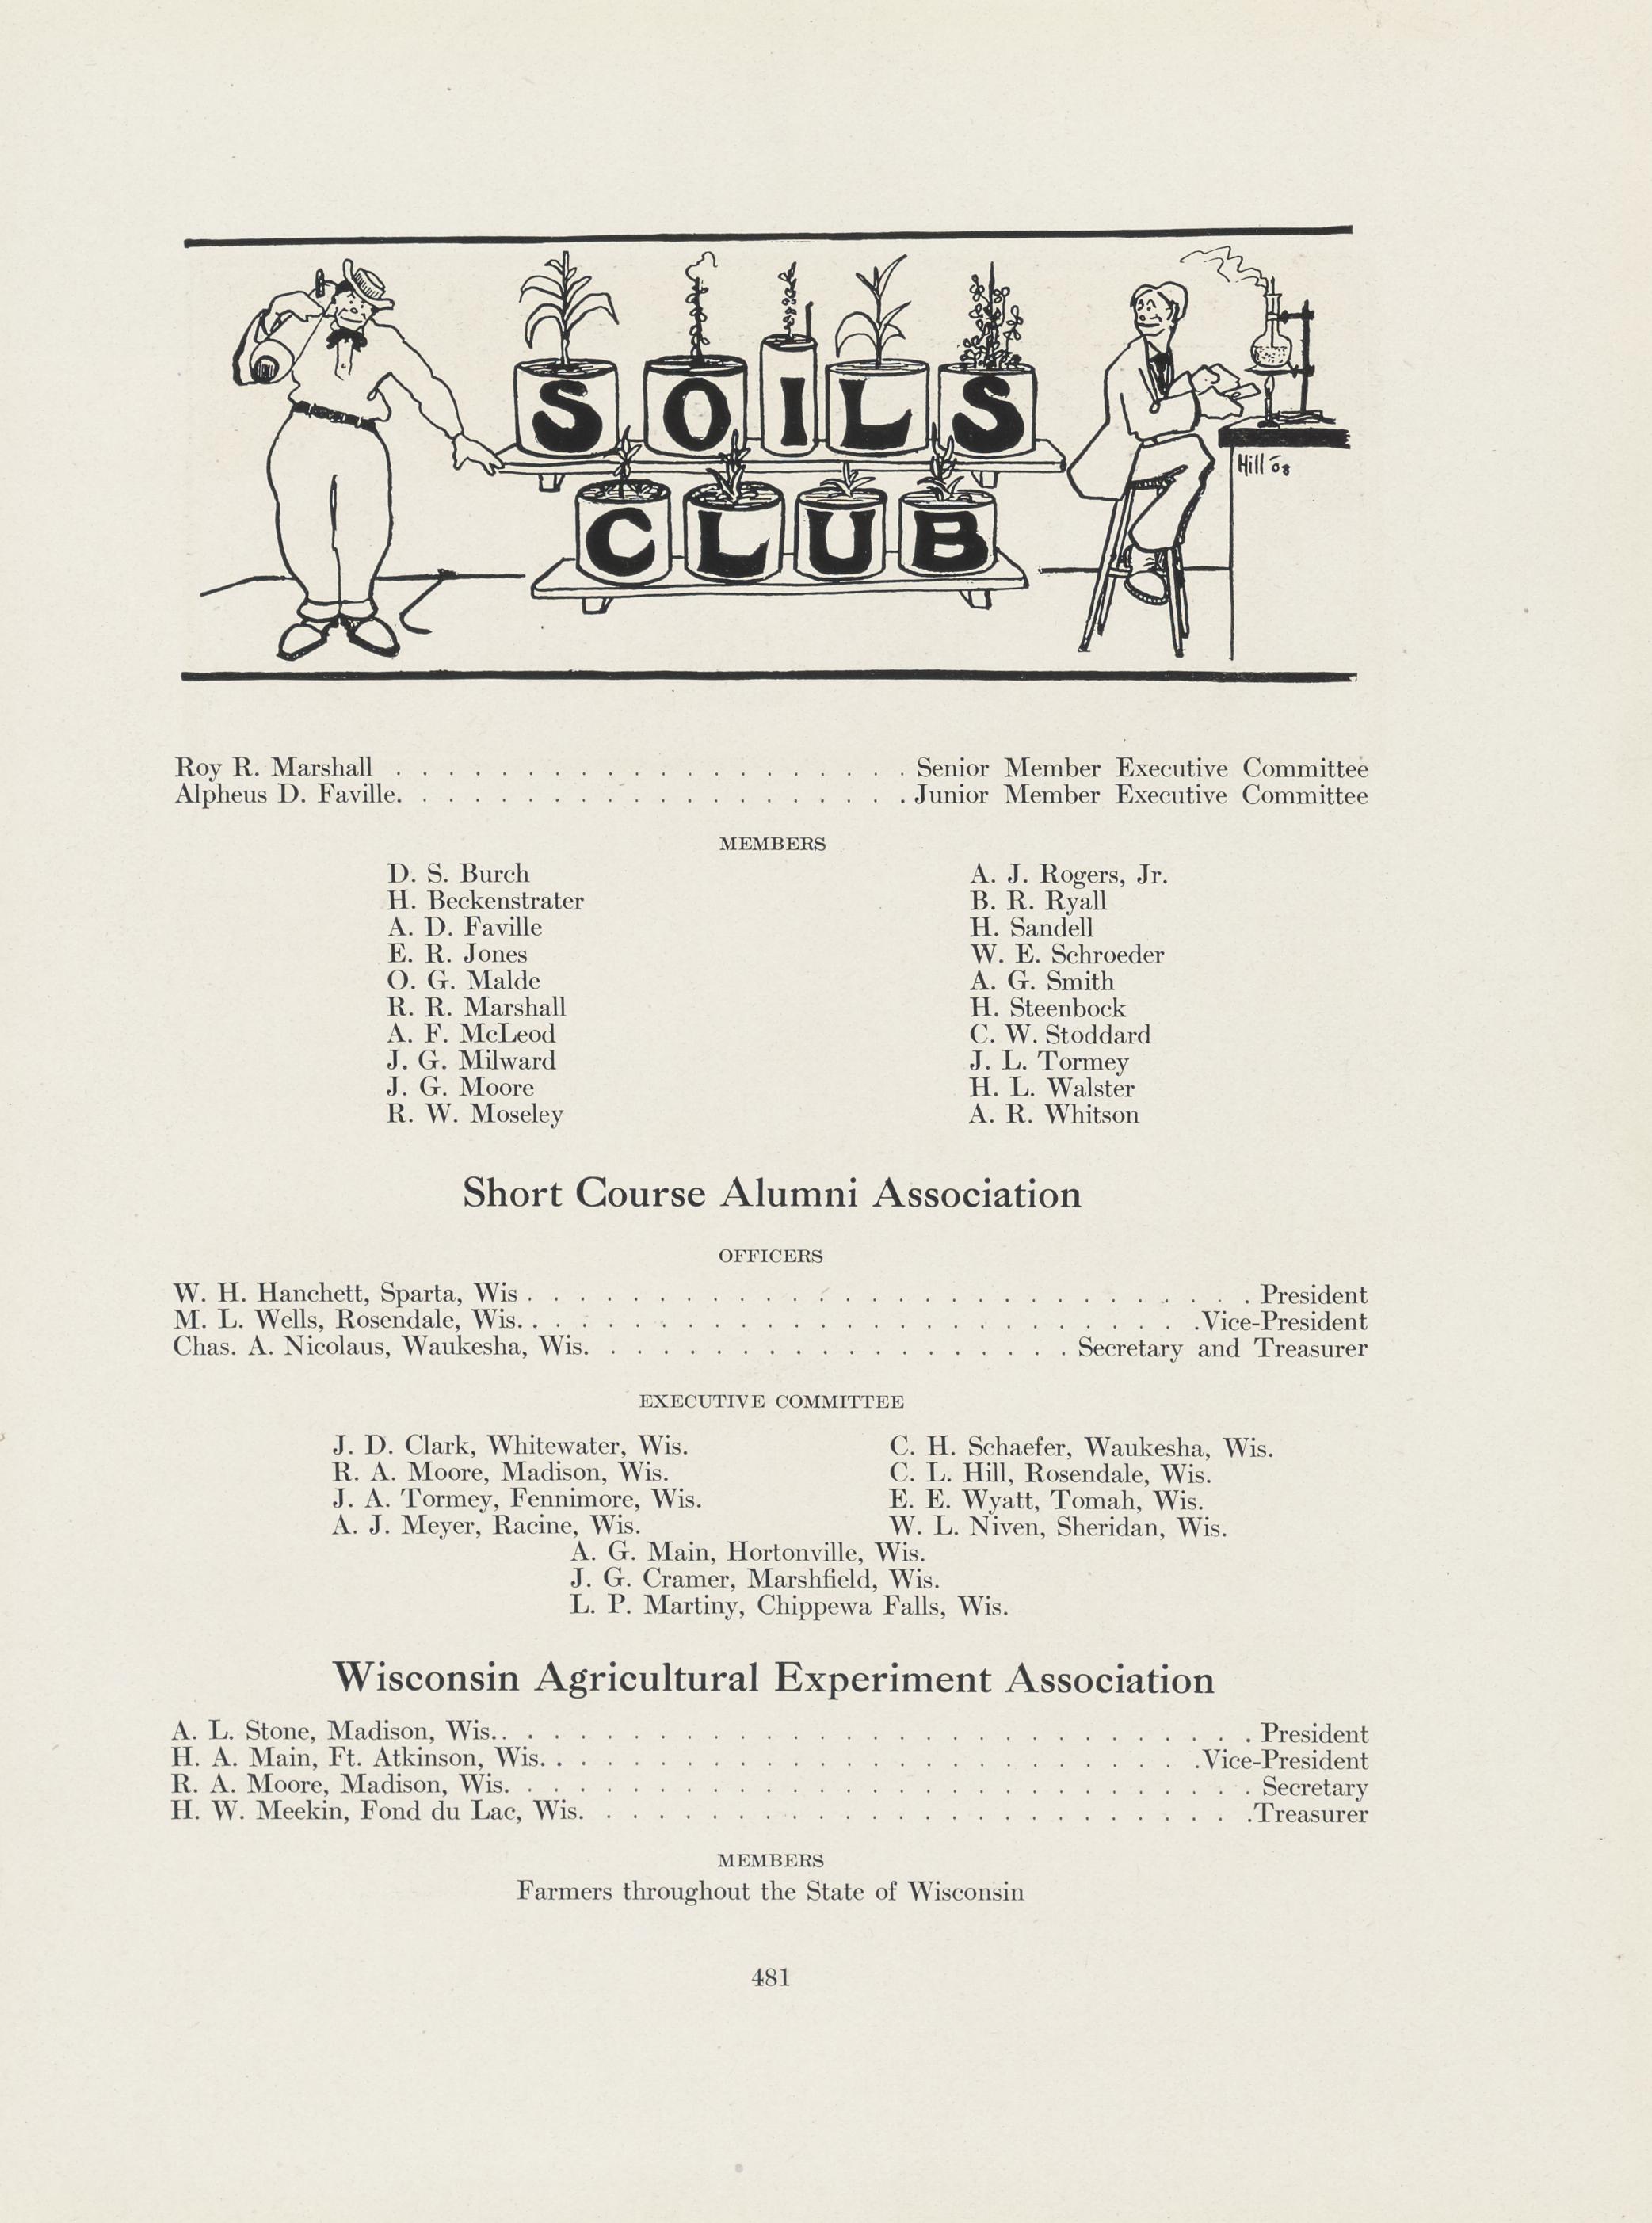 SOILS
CLUB
Hill '08
Roy R. Marshall . . . . . . . . . . . . . . . . . . . . Senior Member Executive Committee
Alpheus D. Faville. . . . . . . . . . . . . . . . . . . . Junior Member Executive Committee
MEMBERS
D. S. Burch
H. Beckenstrater
A. D. Faville
E. R. Jones
O. G. Malde
R. R. Marshall
A. F. McLeod
J. G. Milward
J. G. Moore
R. W. Moseley
A. J. Rogers, Jr.
B. R. Ryall
H. Sandell
W. E. Schroeder
A. G. Smith
H. Steenbock
C. W. Stoddard
J. L. Tormey
H. L. Walster
A. R. Whitson
Short Course Alumni Association
OFFICERS
W. H. Hanchett, Sparta, Wis . . . . . . . . . . . . . . . . . . . . . . . . . . . . President
M. L. Wells, Rosendale, Wis. . . . . . . . . . . . . . . . . . . . . . . . . . . .Vice-President
Chas. A. Nicolaus, Waukesha, Wis. . . . . . . . . . . . . . . . . . . Secretary and Treasurer
EXECUTIVE COMMITTEE
J. D. Clark, Whitewater, Wis.
R. A. Moore, Madison, Wis.
J. A. Tormey, Fennimore, Wis.
A. J. Meyer, Racine, Wis.
C. H. Schaefer, Waukesha, Wis.
C. L. Hill, Rosendale, Wis.
E. E. Wyatt, Tomah, Wis.
W. L. Niven, Sheridan, Wis.
A. G. Main, Hortonville, Wis.
J. G. Cramer, Marshfield, Wis.
L. P. Martiny, Chippewa Falls, Wis.
Wisconsin Agricultural Experiment Association
A. L. Stone, Madison, Wis.. . . . . . . . . . . . . . . . . . . . . . . . . . . . . President
H. A. Main, Ft. Atkinson, Wis. . . . . . . . . . . . . . . . . . . . . . . . . . .Vice-President
R. A. Moore, Madison, Wis. . . . . . . . . . . . . . . . . . . . . . . . . . . . . Secretary
H. W. Meekin, Fond du Lac, Wis. . . . . . . . . . . . . . . . . . . . . . . . . . .Treasurer
MEMBERS
Farmers throughout the State of Wisconsin
481